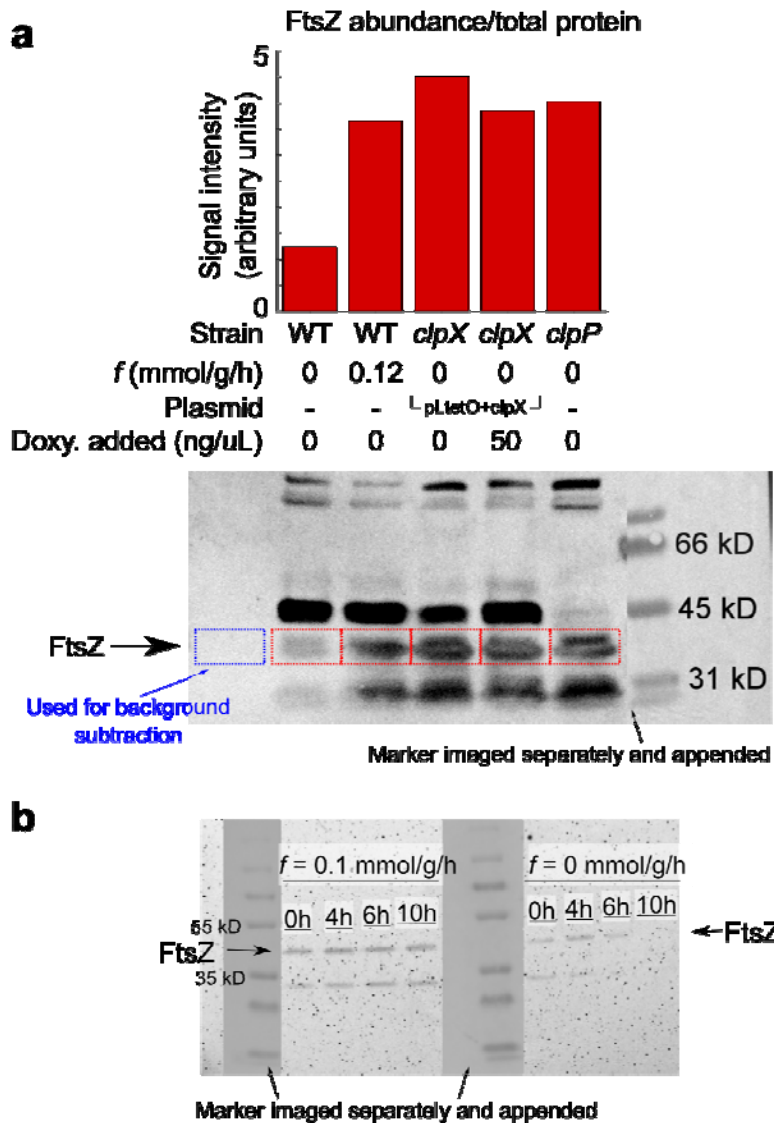 a
FtsZ abundance/total protein
Signal intensity
(arbitrary units)
5
0
Strain WT WT clpX clpX clpP
f (mmol/g/h) 0 0.12 0 0 0
Plasmid - - pLtetO+clpX -
Doxy. added (ng/uL) 0 0 0 50 0
66 kD
45 kD
FtsZ
31 kD
Used for background
subtraction
Marker imaged separately and appended
b
f = 0.1 mmol/g/h f = 0 mmol/g/h
0h 4h 6h 10h 0h 4h 6h 10h
55 kD
FtsZ
FtsZ
35 kD
Marker imaged separately and appended